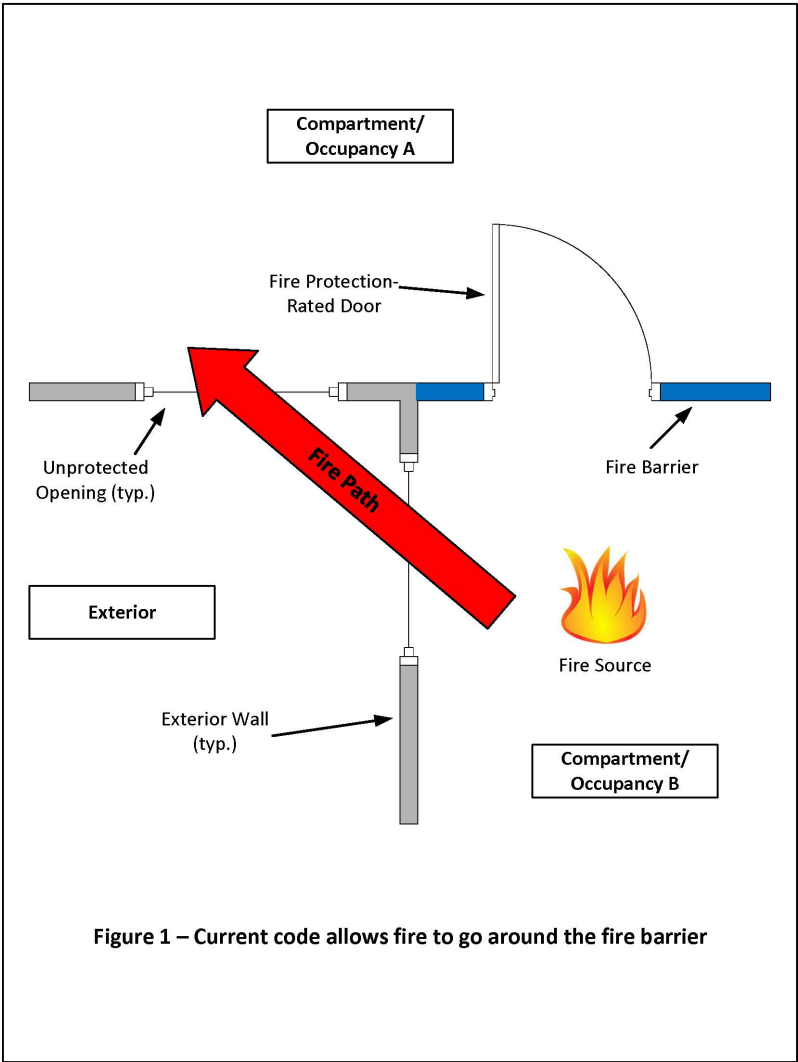 Compartment/
Occupancy A
Fire Protection-
Rated Door
Fire Path
Unprotected
Opening (typ.)
Fire Barrier
Exterior
Fire Source
Exterior Wall
(typ.)
Compartment/
Occupancy B
Figure 1 – Current code allows fire to go around the fire barrier